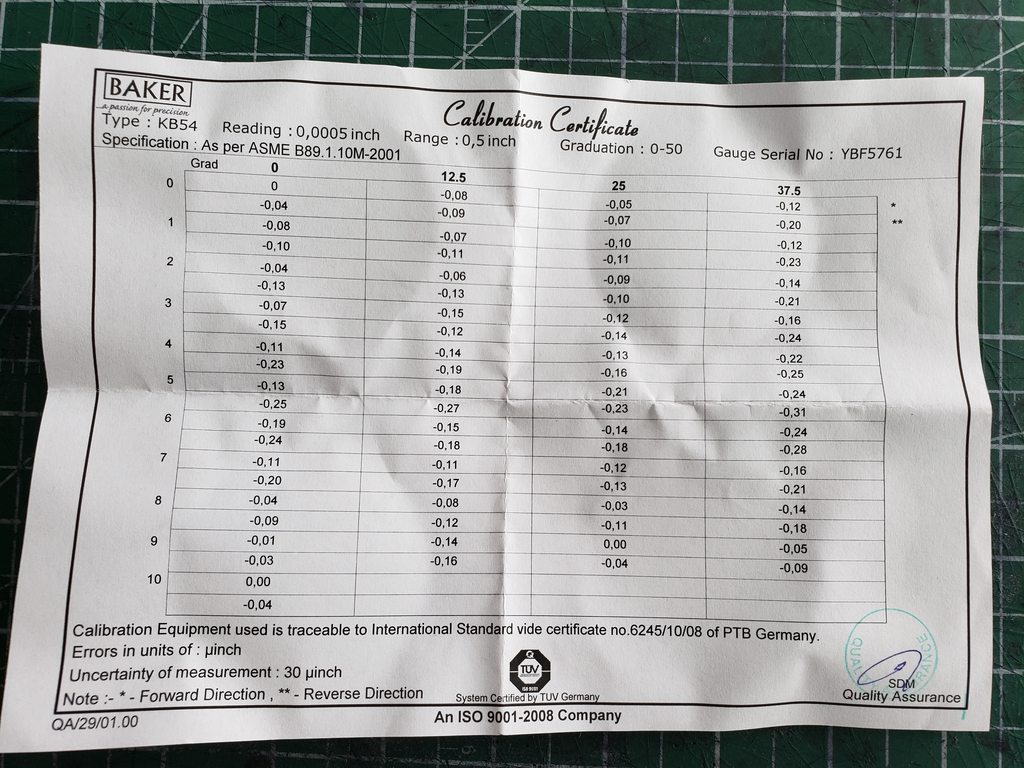 BAKER
a passion for precision
Calibration Certificate
Type : KB54 Reading : 0,0005 inch Range : 0,5 inch Graduation : 0-50 Gauge Serial No : YBF5761
Specification : As per ASME B89.1.10M-2001
Grad 0 12.5 25 37.5
0 0 -0,08 -0,05 -0,12 *
-0,04 -0,09 -0,07 -0,20 **
1 -0,08 -0,07 -0,10 -0,12
-0,10 -0,11 -0,11 -0,23
2 -0,04 -0,06 -0,09 -0,14
-0,13 -0,13 -0,10 -0,21
3 -0,07 -0,15 -0,12 -0,16
-0,15 -0,12 -0,14 -0,24
4 -0,11 -0,14 -0,13 -0,22
-0,23 -0,19 -0,16 -0,25
5 -0,13 -0,18 -0,21 -0,24
-0,25 -0,27 -0,23 -0,31
6 -0,19 -0,15 -0,14 -0,24
-0,24 -0,18 -0,18 -0,28
7 -0,11 -0,11 -0,12 -0,16
-0,20 -0,17 -0,13 -0,21
8 -0,04 -0,08 -0,03 -0,14
-0,09 -0,12 -0,11 -0,18
9 -0,01 -0,14 0,00 -0,05
-0,03 -0,16 -0,04 -0,09
10 0,00
-0,04
Calibration Equipment used is traceable to International Standard vide certificate no.6245/10/08 of PTB Germany.
Errors in units of : µinch
Uncertainty of measurement : 30 µinch
Note :- * - Forward Direction , ** - Reverse Direction
TÜV
ISO 9001
System Certified by TUV Germany
SDM
Quality Assurance
QA/29/01.00
An ISO 9001-2008 Company